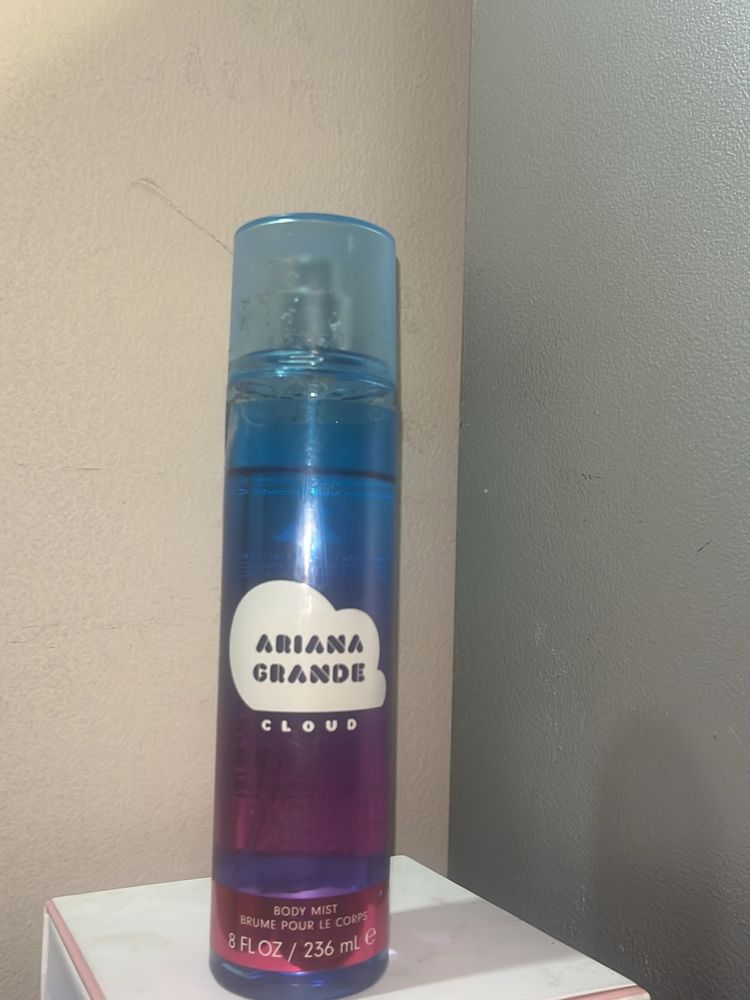 ARIANA
GRANDE
CLOUD
BODY MIST
BRUME POUR LE CORPS
8 FL OZ / 236 mL ℮